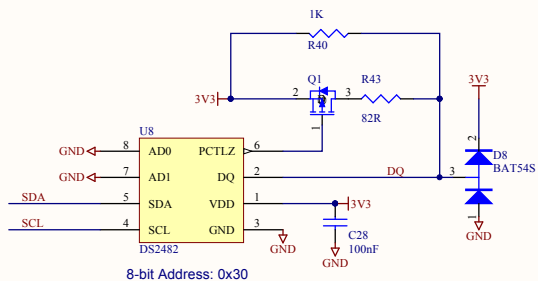 1K
R40
Q1
3V3
2
3
R43
82R
1
3V3
U8
GND
8
AD0
PCTLZ
6
GND
7
AD1
DQ
2
DQ
3
2
D8
BAT54S
1
GND
SDA
5
SDA
VDD
1
3V3
SCL
4
SCL
GND
3
GND
C28
100nF
GND
DS2482
8-bit Address: 0x30